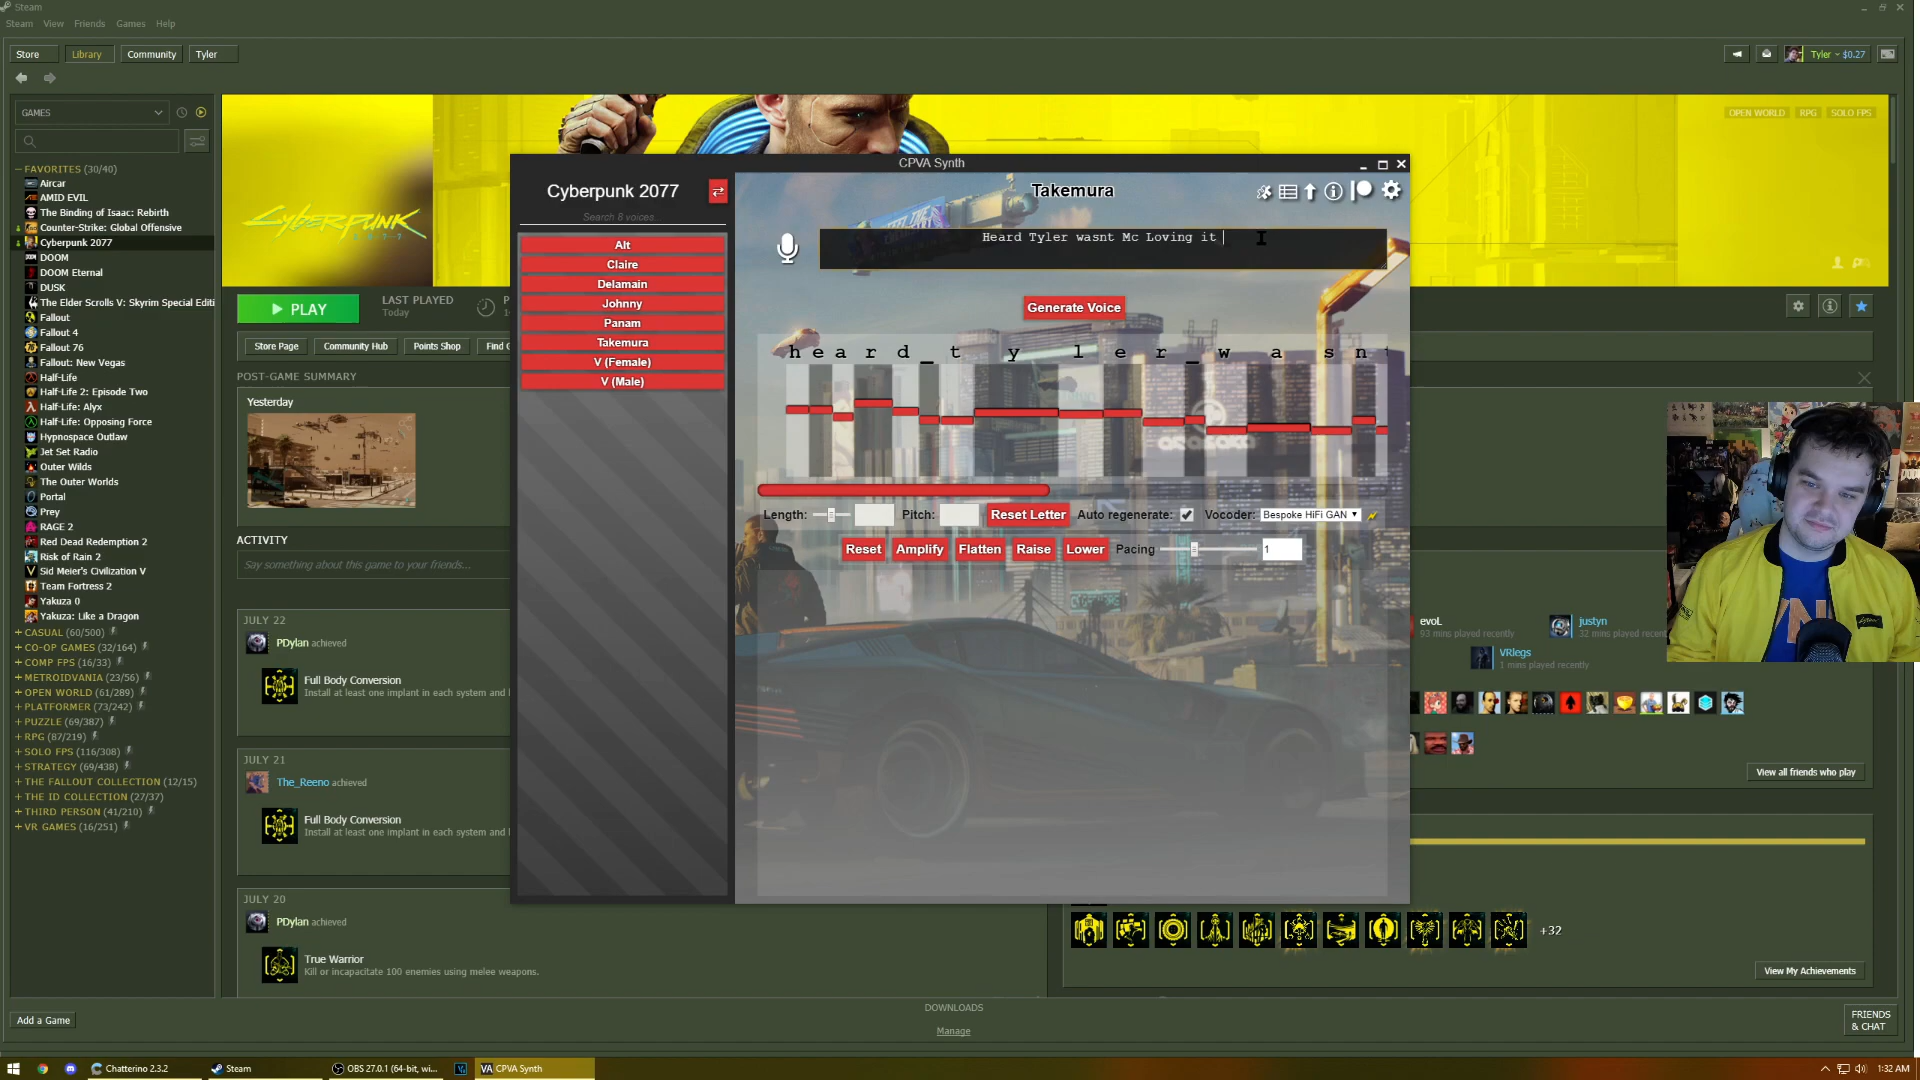 Steam
Steam View Friends Games Help
Store Library Community Tyler
Tyler $0.27
GAMES
FAVORITES (30/40)
Aircar
AMID EVIL
The Binding of Isaac: Rebirth
Counter-Strike: Global Offensive
Cyberpunk 2077
DOOM
DOOM Eternal
DUSK
The Elder Scrolls V: Skyrim Special Editi
Fallout
Fallout 4
Fallout 76
Fallout: New Vegas
Half-Life
Half-Life 2: Episode Two
Half-Life: Alyx
Half-Life: Opposing Force
Hypnospace Outlaw
Jet Set Radio
Outer Wilds
The Outer Worlds
Portal
Prey
RAGE 2
Red Dead Redemption 2
Risk of Rain 2
Sid Meier's Civilization V
Team Fortress 2
Yakuza 0
Yakuza: Like a Dragon
+ CASUAL (60/500)
+ CO-OP GAMES (32/164)
+ COMP FPS (16/33)
+ METROIDVANIA (23/56)
+ OPEN WORLD (61/289)
+ PLATFORMER (73/242)
+ PUZZLE (69/387)
+ RPG (87/219)
+ SOLO FPS (116/308)
+ STRATEGY (69/438)
+ THE FALLOUT COLLECTION (12/15)
+ THE ID COLLECTION (27/37)
+ THIRD PERSON (41/210)
+ VR GAMES (16/251)
Add a Game
OPEN WORLD RPG SOLO FPS
CYBERPUNK
2077
PLAY
LAST PLAYED
Today
Store Page Community Hub Points Shop Find G
POST-GAME SUMMARY
Yesterday
ACTIVITY
Say something about this game to your friends...
JULY 22
PDylan achieved
Full Body Conversion
Install at least one implant in each system and
JULY 21
The_Reeno achieved
Full Body Conversion
Install at least one implant in each system and
JULY 20
PDylan achieved
True Warrior
Kill or incapacitate 100 enemies using melee weapons.
CPVA Synth
Cyberpunk 2077
Search 8 voices...
Alt
Claire
Delamain
Johnny
Panam
Takemura
V (Female)
V (Male)
Takemura
Heard Tyler wasnt Mc Loving it
Generate Voice
h e a r d _ t y l e r _ w a s n t
Length: Pitch: Reset Letter Auto regenerate: Vocoder: Bespoke HiFi GAN
Reset Amplify Flatten Raise Lower Pacing 1
evoL
93 mins played recently
justyn
32 mins played recently
VRlegs
1 mins played recently
View all friends who play
+32
View My Achievements
DOWNLOADS
Manage
FRIENDS
& CHAT
Chatterino 2.3.2 Steam OBS 27.0.1 (64-bit, wi... VA CPVA Synth
1:32 AM